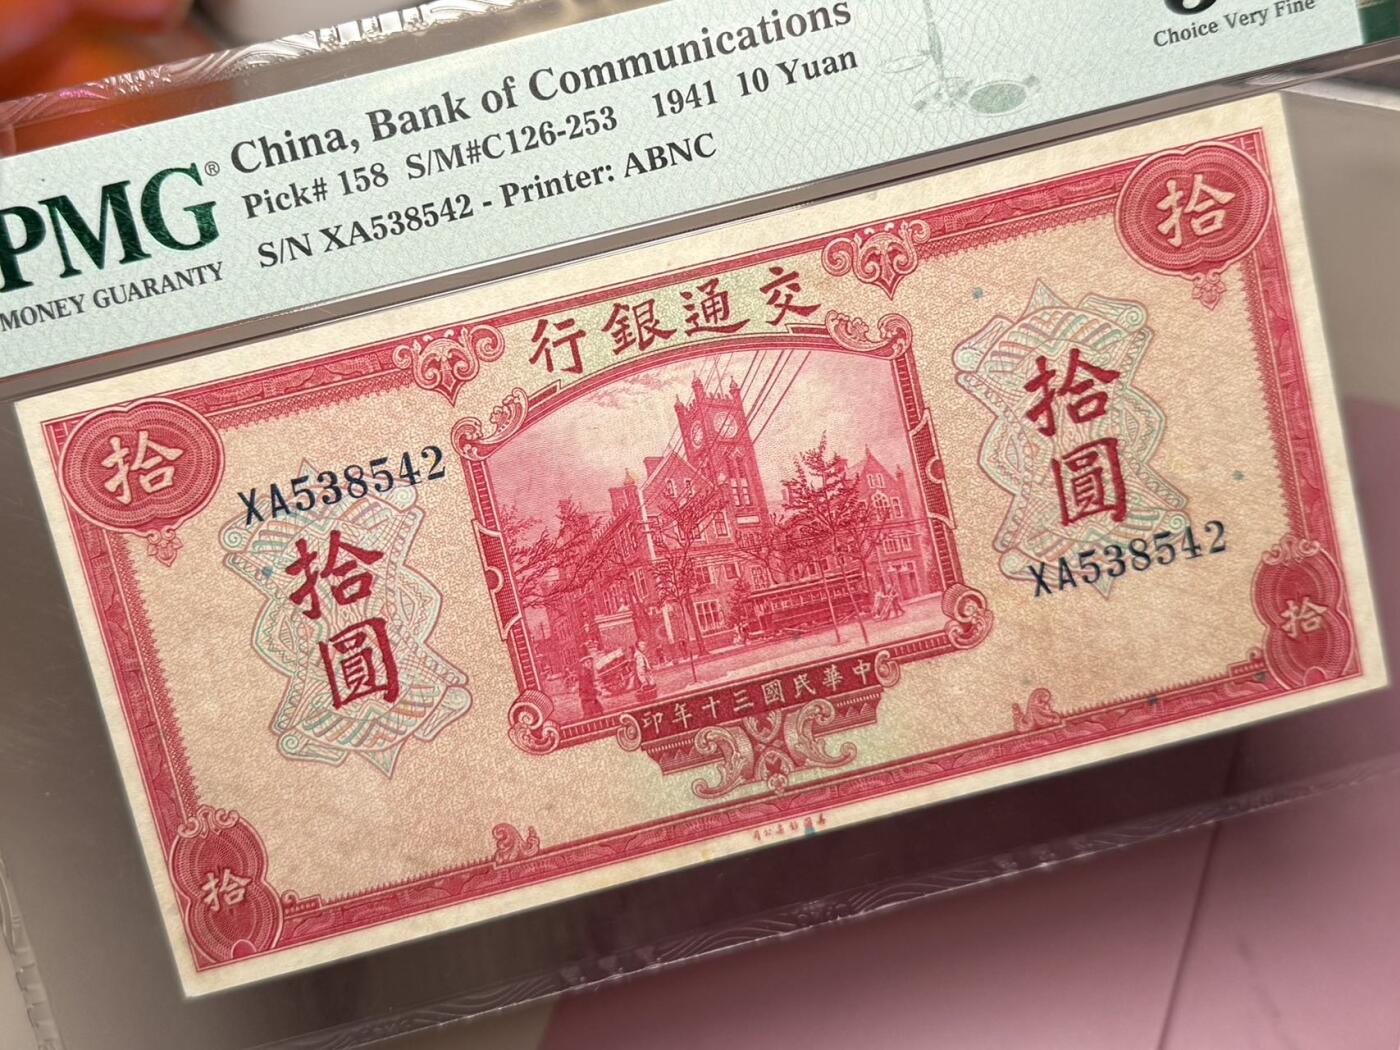 PMG®
MONEY GUARANTY
China, Bank of Communications
Pick# 158 S/M#C126-253 1941 10 Yuan
S/N XA538542 - Printer: ABNC
Choice Very Fine
行銀通交
拾
拾
XA538542
拾圓
拾圓
XA538542
印年十三國民華中
拾
拾